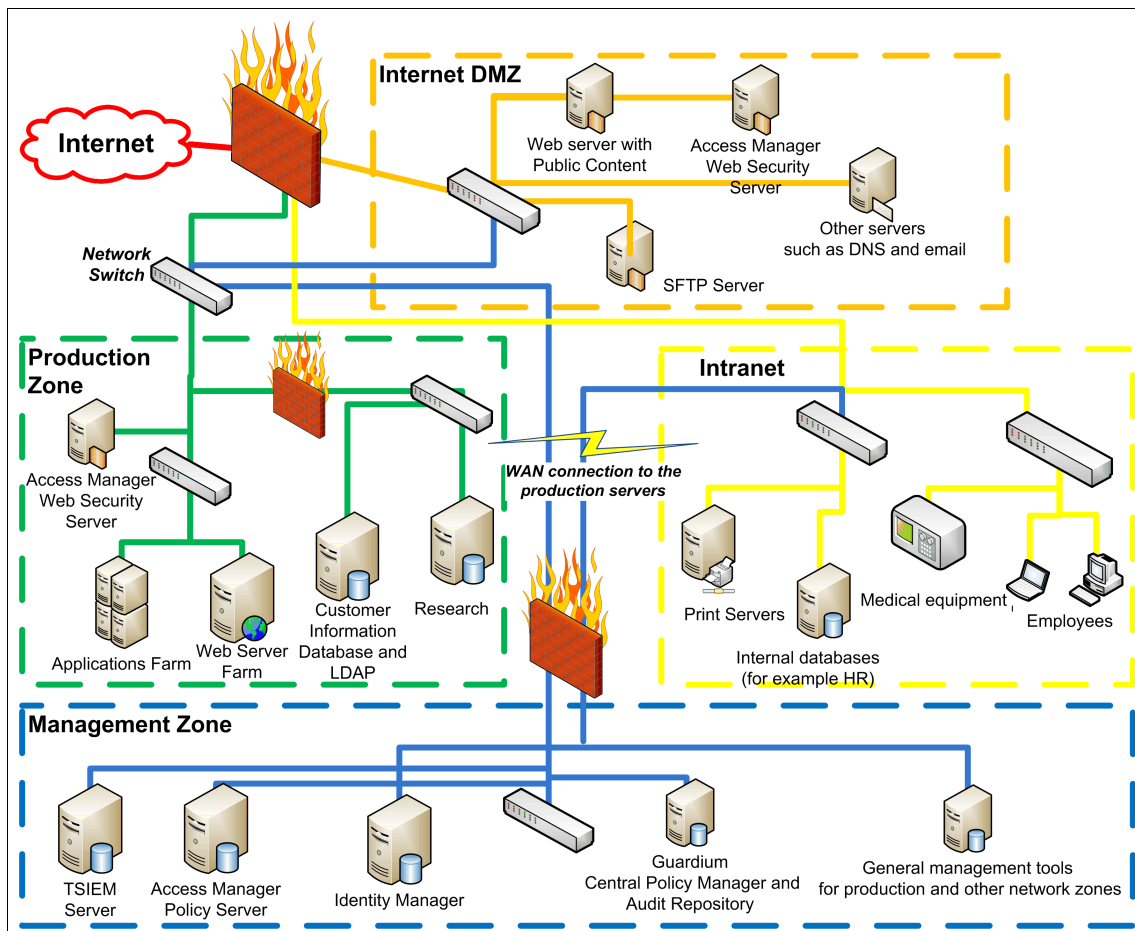 Internet DMZ
Internet
Web server with
Public Content
Access Manager
Web Security
Server
Other servers
such as DNS and email
SFTP Server
Network
Switch
Production
Zone
Access Manager
Web Security
Server
Applications Farm
Web Server
Farm
Customer
Information
Database and
LDAP
Research
WAN connection to the
production servers
Intranet
Print Servers
Internal databases
(for example HR)
Medical equipment
Employees
Management Zone
TSIEM
Server
Access Manager
Policy Server
Identity Manager
Guardium
Central Policy Manager and
Audit Repository
General management tools
for production and other network zones